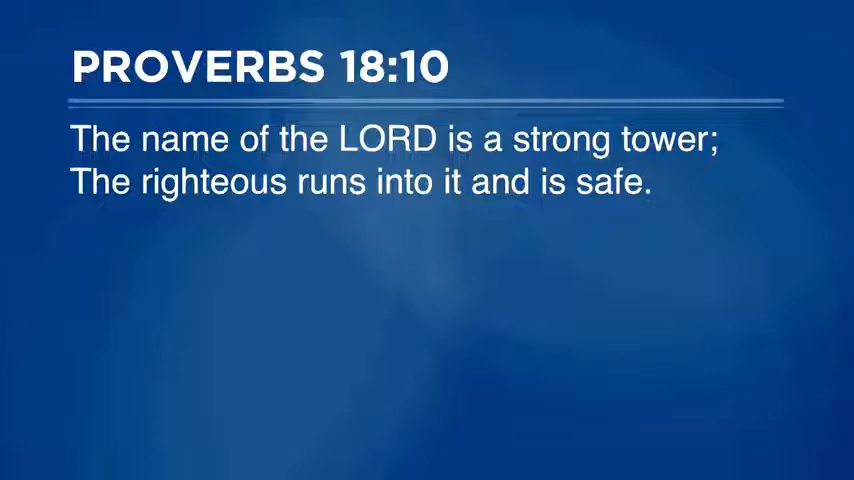 PROVERBS 18:10
The name of the LORD is a strong tower;
The righteous runs into it and is safe.